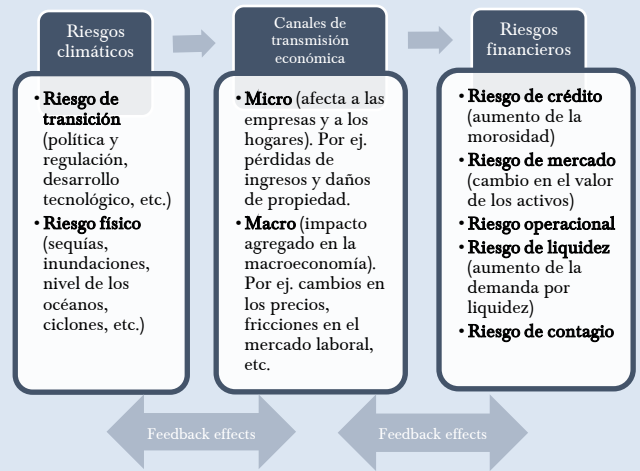 Riesgos
climáticos
• Riesgo de
transición
(política y
regulación,
desarrollo
tecnológico, etc.)
• Riesgo físico
(sequías,
inundaciones,
nivel de los
océanos,
ciclones, etc.)
Canales de
transmisión
económica
• Micro (afecta a las
empresas y a los
hogares). Por ej.
pérdidas de
ingresos y daños
de propiedad.
• Macro (impacto
agregado en la
macroeconomía).
Por ej. cambios en
los precios,
fricciones en el
mercado laboral,
etc.
Riesgos
financieros
• Riesgo de crédito
(aumento de la
morosidad)
• Riesgo de mercado
(cambio en el valor
de los activos)
• Riesgo operacional
• Riesgo de liquidez
(aumento de la
demanda por
liquidez)
• Riesgo de contagio
Feedback effects
Feedback effects